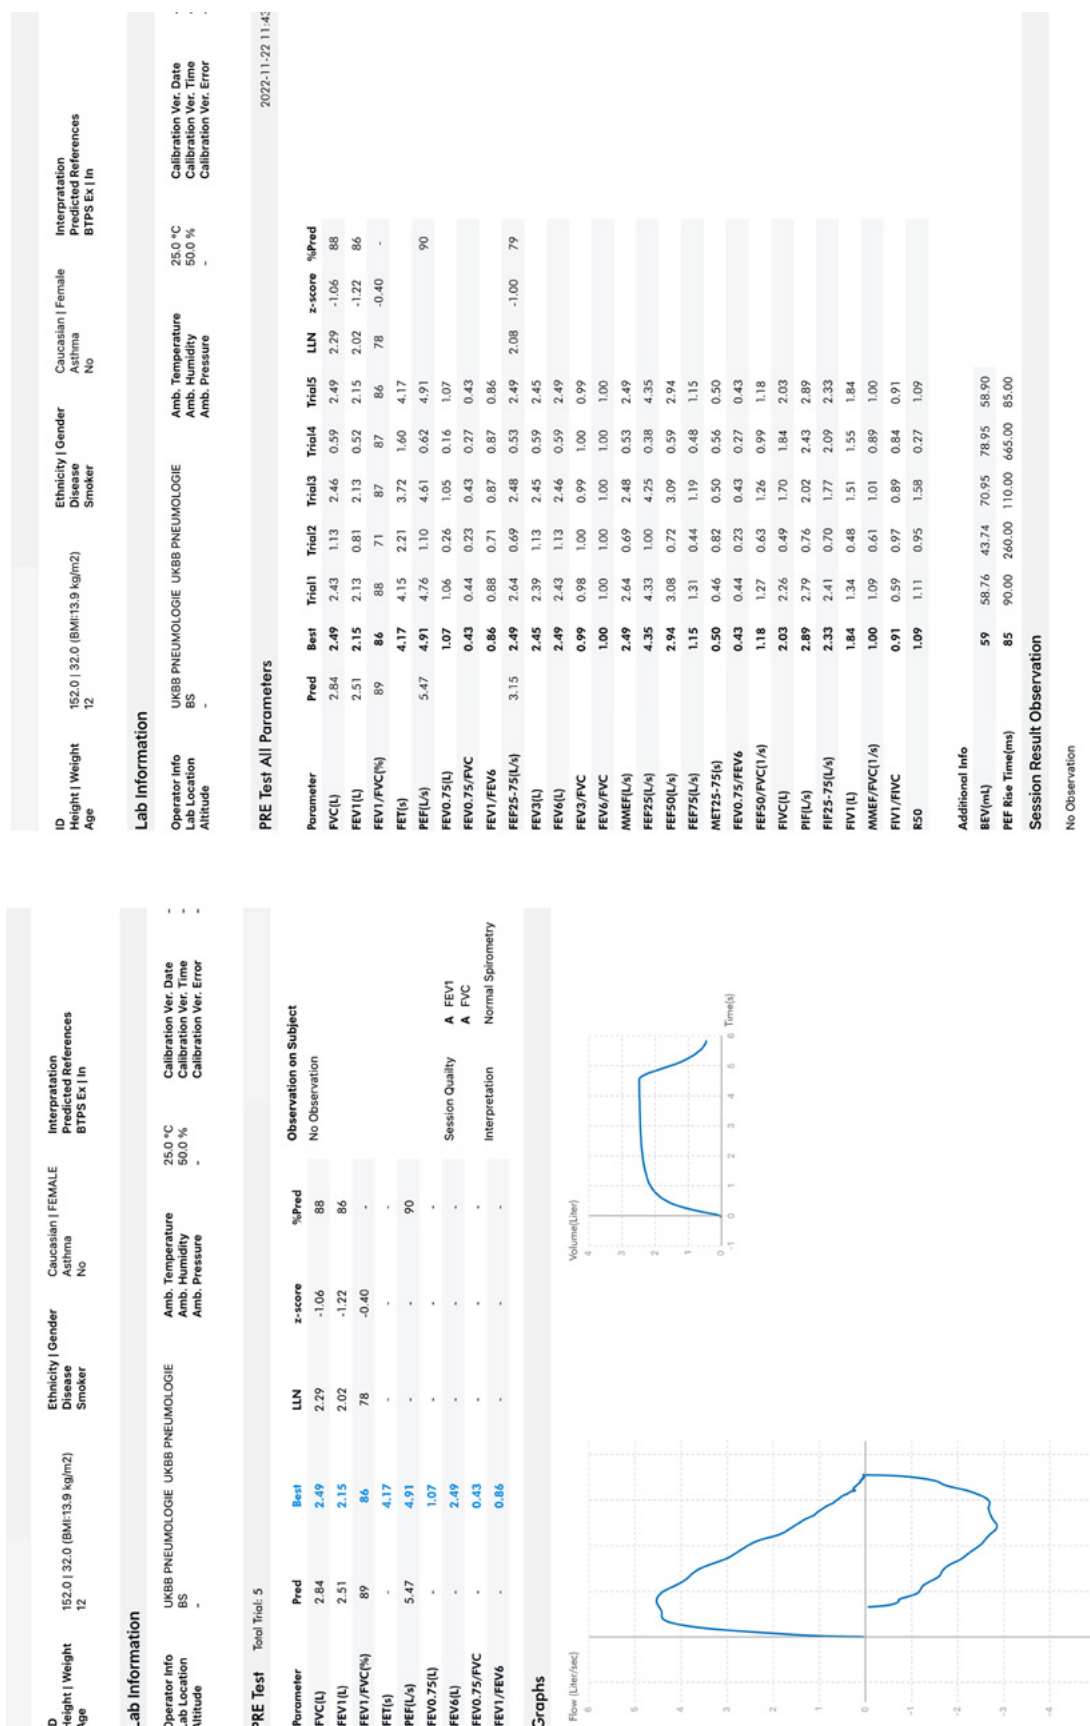 D Ethnicity | Gender Caucasian | FEMALE Interpratation
Height | Weight 152.0 | 32.0 (BMI:13.9 kg/m2) Disease Asthma Predicted References
Age 12 Smoker No BTPS Ex | In
Lab Information
Operator Info UKBB PNEUMOLOGIE UKBB PNEUMOLOGIE Amb. Temperature 25.0 °C Calibration Ver. Date -
Lab Location BS Amb. Humidity 50.0 % Calibration Ver. Time -
Altitude - Amb. Pressure - Calibration Ver. Error -
PRE Test Total Trial: 5
Parameter Pred Best LLN z-score %Pred Observation on Subject
FVC(L) 2.84 2.49 2.29 -1.06 88 No Observation
FEV1(L) 2.51 2.15 2.02 -1.22 86
FEV1/FVC(%) 89 86 78 -0.40 -
FET(s) - 4.17 - - -
PEF(L/s) 5.47 4.91 - - 90
FEV0.75(L) - 1.07 - - -
FEV6(L) - 2.49 - - - Session Quailty A FEV1
FEV0.75/FVC - 0.43 - - - A FVC
FEV1/FEV6 - 0.86 - - - Interpretation Normal Spirometry
Graphs
Flow (Liter/sec)
6
5
4
3
2
1
0
-1
-2
-3
-4
Volume(Liter)
4
3
2
1
0
-1 0 1 2 3 4 5 6 Time(s)
ID Ethnicity | Gender Caucasian | Female Interpratation
Height | Weight 152.0 | 32.0 (BMI:13.9 kg/m2) Disease Asthma Predicted References
Age 12 Smoker No BTPS Ex | In
Lab Information
Operator Info UKBB PNEUMOLOGIE UKBB PNEUMOLOGIE Amb. Temperature 25.0 °C Calibration Ver. Date -
Lab Location BS Amb. Humidity 50.0 % Calibration Ver. Time -
Altitude - Amb. Pressure - Calibration Ver. Error -
PRE Test All Parameters 2022-11-22 11:43
Parameter Pred Best Trial1 Trial2 Trial3 Trial4 Trial5 LLN z-score %Pred
FVC(L) 2.84 2.49 2.43 1.13 2.46 0.59 2.49 2.29 -1.06 88
FEV1(L) 2.51 2.15 2.13 0.81 2.13 0.52 2.15 2.02 -1.22 86
FEV1/FVC(%) 89 86 88 71 87 87 86 78 -0.40 -
FET(s) 4.17 4.15 2.21 3.72 1.60 4.17
PEF(L/s) 5.47 4.91 4.76 1.10 4.61 0.62 4.91 90
FEV0.75(L) 1.07 1.06 0.26 1.05 0.16 1.07
FEV0.75/FVC 0.43 0.44 0.23 0.43 0.27 0.43
FEV1/FEV6 0.86 0.88 0.71 0.87 0.87 0.86
FEF25-75(L/s) 3.15 2.49 2.64 0.69 2.48 0.53 2.49 2.08 -1.00 79
FEV3(L) 2.45 2.39 1.13 2.45 0.59 2.45
FEV6(L) 2.49 2.43 1.13 2.46 0.59 2.49
FEV3/FVC 0.99 0.98 1.00 0.99 1.00 0.99
FEV6/FVC 1.00 1.00 1.00 1.00 1.00 1.00
MMEF(L/s) 2.49 2.64 0.69 2.48 0.53 2.49
FEF25(L/s) 4.35 4.33 1.00 4.25 0.38 4.35
FEF50(L/s) 2.94 3.08 0.72 3.09 0.59 2.94
FEF75(L/s) 1.15 1.31 0.44 1.19 0.48 1.15
MET25-75(s) 0.50 0.46 0.82 0.50 0.56 0.50
FEV0.75/FEV6 0.43 0.44 0.23 0.43 0.27 0.43
FEF50/FVC(1/s) 1.18 1.27 0.63 1.26 0.99 1.18
FIVC(L) 2.03 2.26 0.49 1.70 1.84 2.03
PIF(L/s) 2.89 2.79 0.76 2.02 2.43 2.89
FIF25-75(L/s) 2.33 2.41 0.70 1.77 2.09 2.33
FIV1(L) 1.84 1.34 0.48 1.51 1.55 1.84
MMEF/FVC(1/s) 1.00 1.09 0.61 1.01 0.89 1.00
FIV1/FIVC 0.91 0.59 0.97 0.89 0.84 0.91
R50 1.09 1.11 0.95 1.58 0.27 1.09
Additional Info
BEV(mL) 59 58.76 43.74 70.95 78.95 58.90
PEF Rise Time(ms) 85 90.00 260.00 110.00 665.00 85.00
Session Result Observation
No Observation